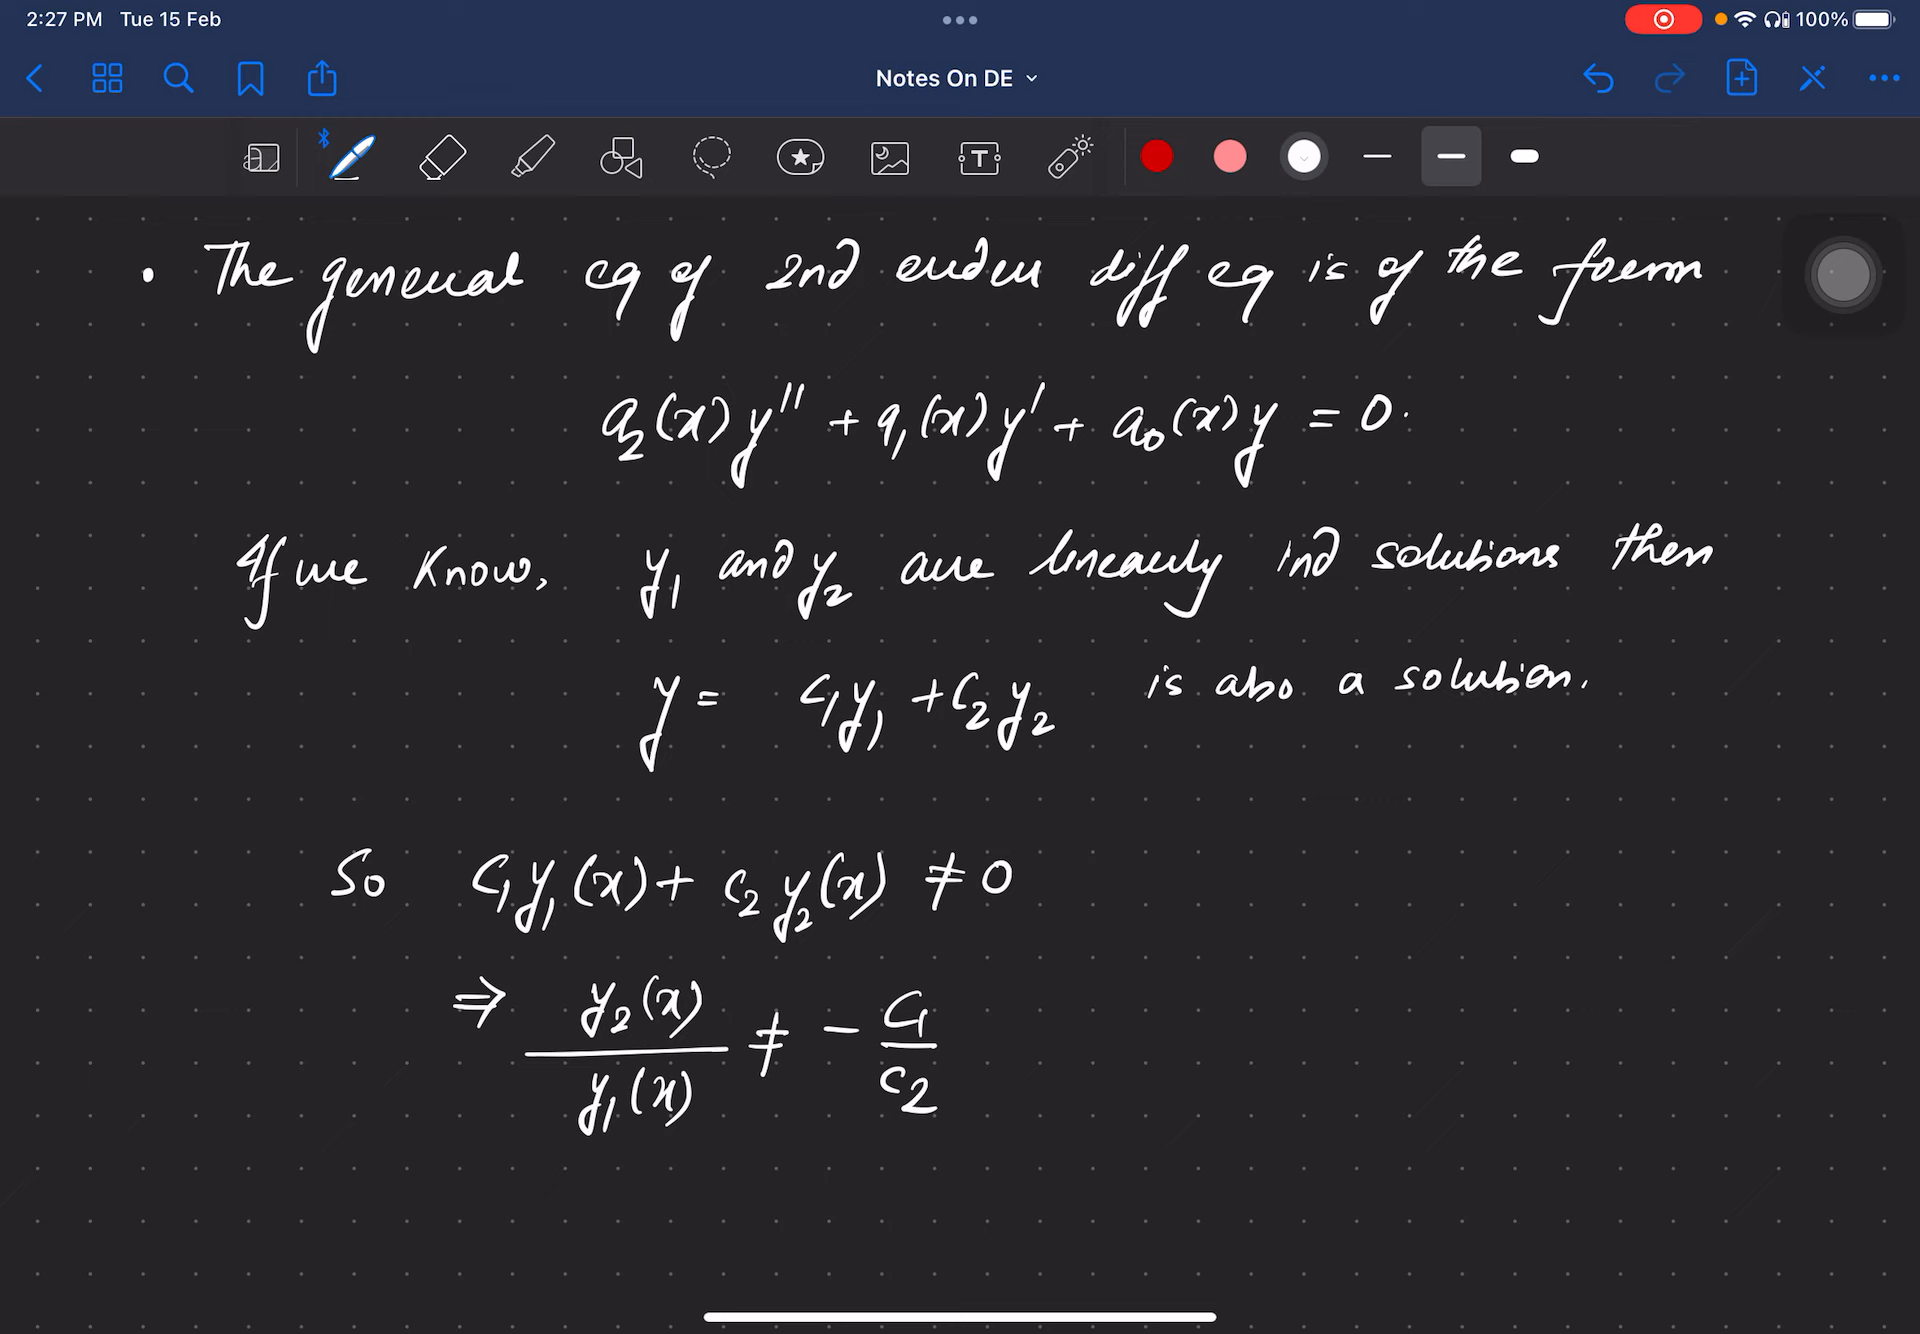 2:27 PM Tue 15 Feb
100%
Notes On DE
T
• The general eq of 2nd order diff eq is of the form
a₂(x)y'' + a₁(x)y' + a₀(x)y = 0.
If we know, y₁ and y₂ are linearly ind solutions then
y = c₁y₁ + c₂y₂ is also a solution.
So c₁y₁(x) + c₂y₂(x) ≠ 0
⇒ y₂(x)/y₁(x) ≠ - c₁/c₂